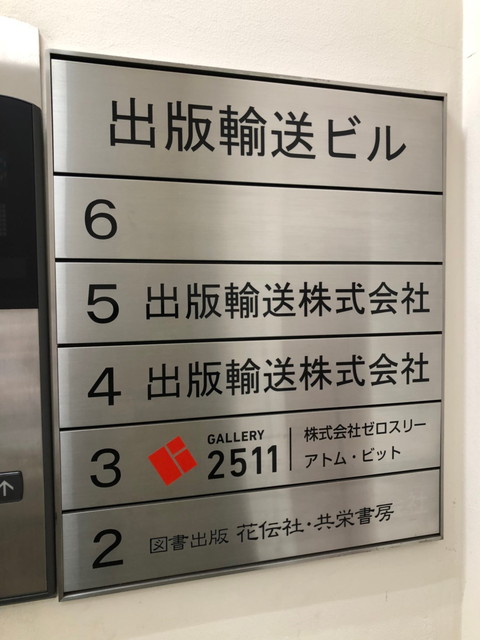 出版輸送ビル
6
5 出版輸送株式会社
4 出版輸送株式会社
3 GALLERY 2511 株式会社ゼロスリー
アトム・ビット
2 図書出版 花伝社・共栄書房